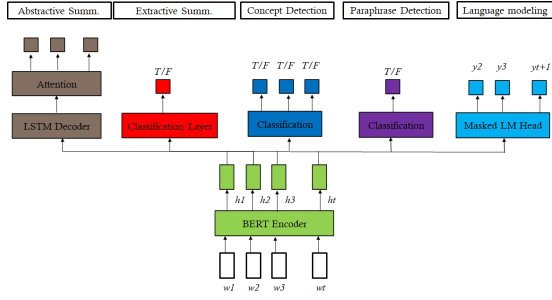 Abstractive Summ. Extractive Summ. Concept Detection Paraphrase Detection Language modeling
T/F T/F T/F T/F T/F y2 y3 yt+1
Attention
LSTM Decoder Classification Layer Classification Classification Masked LM Head
h1 h2 h3 ht
BERT Encoder
w1 w2 w3 wt